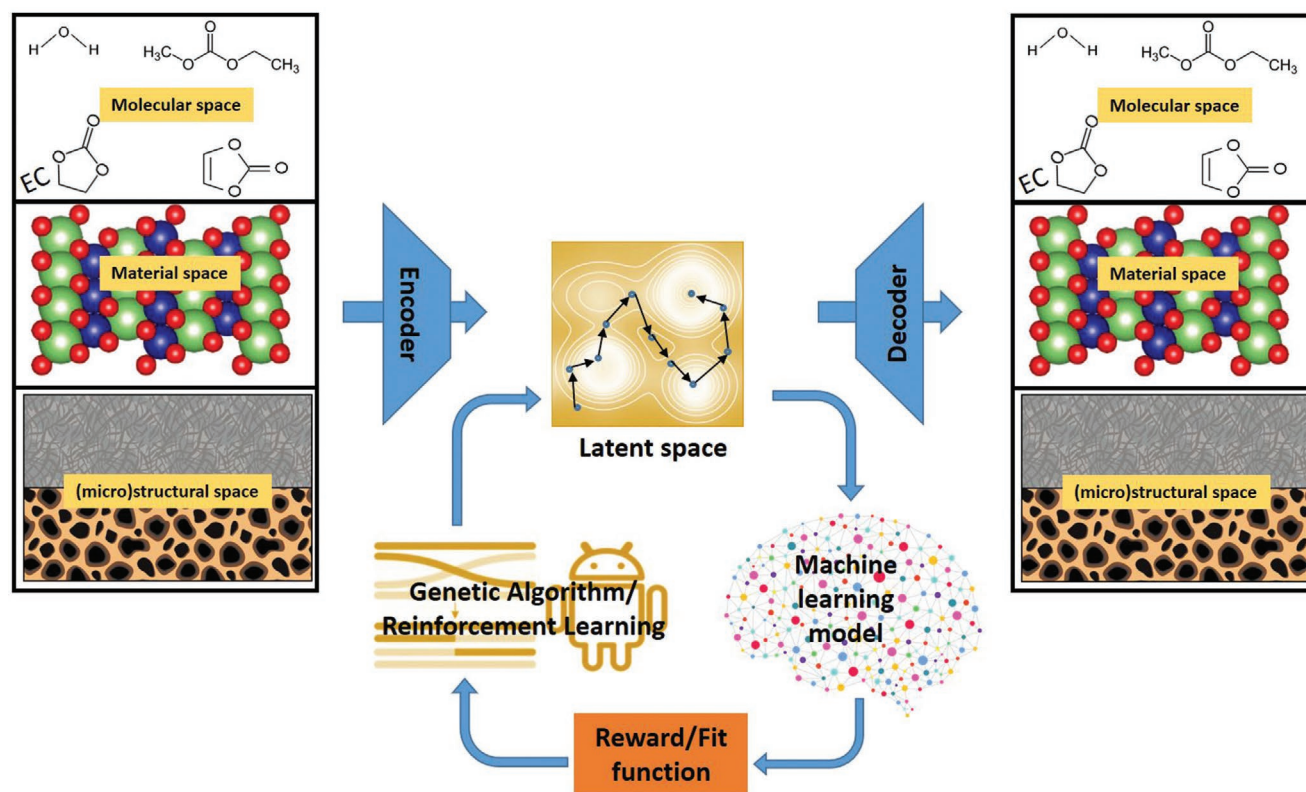 O
H H
O
H₃C
O O
CH₃
Molecular space
O
O
O
EC
O
O
O
Material space
(micro)structural space
Encoder
Latent space
Decoder
Genetic Algorithm/
Reinforcement Learning
Machine
learning
model
Reward/Fit
function
O
H H
O
H₃C
O O
CH₃
Molecular space
O
O
O
EC
O
O
O
Material space
(micro)structural space